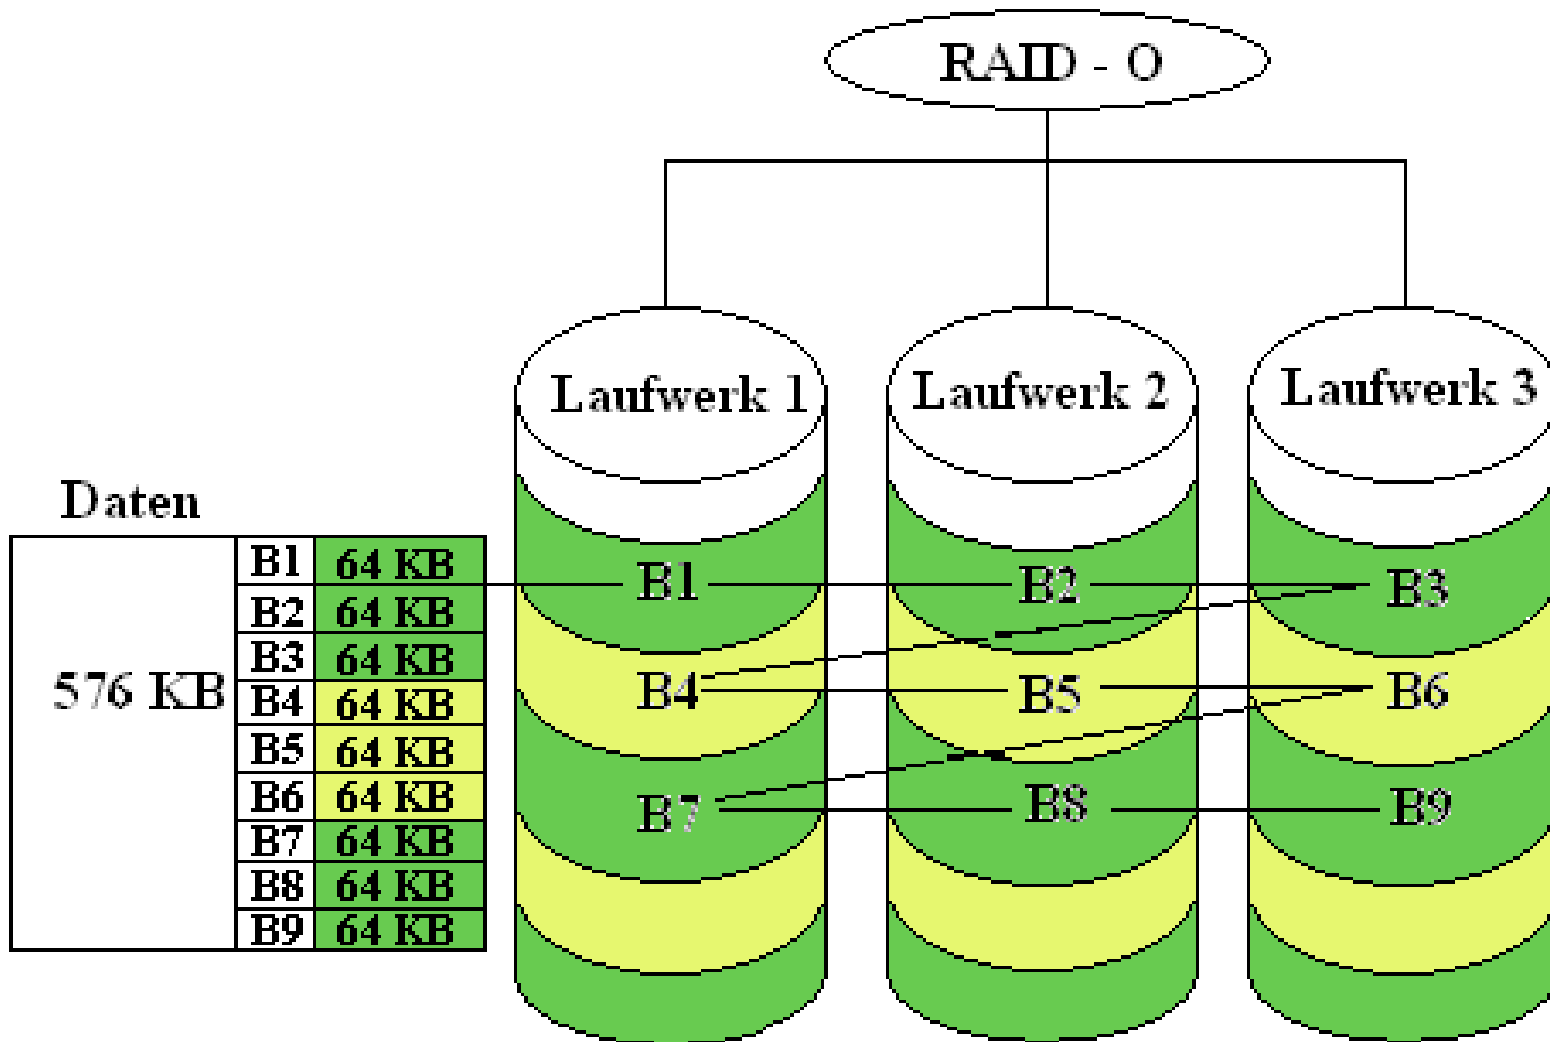 RAID - O
Laufwerk 1
Laufwerk 2
Laufwerk 3
Daten
576 KB
B1 64 KB
B2 64 KB
B3 64 KB
B4 64 KB
B5 64 KB
B6 64 KB
B7 64 KB
B8 64 KB
B9 64 KB
B1 B2 B3
B4 B5 B6
B7 B8 B9